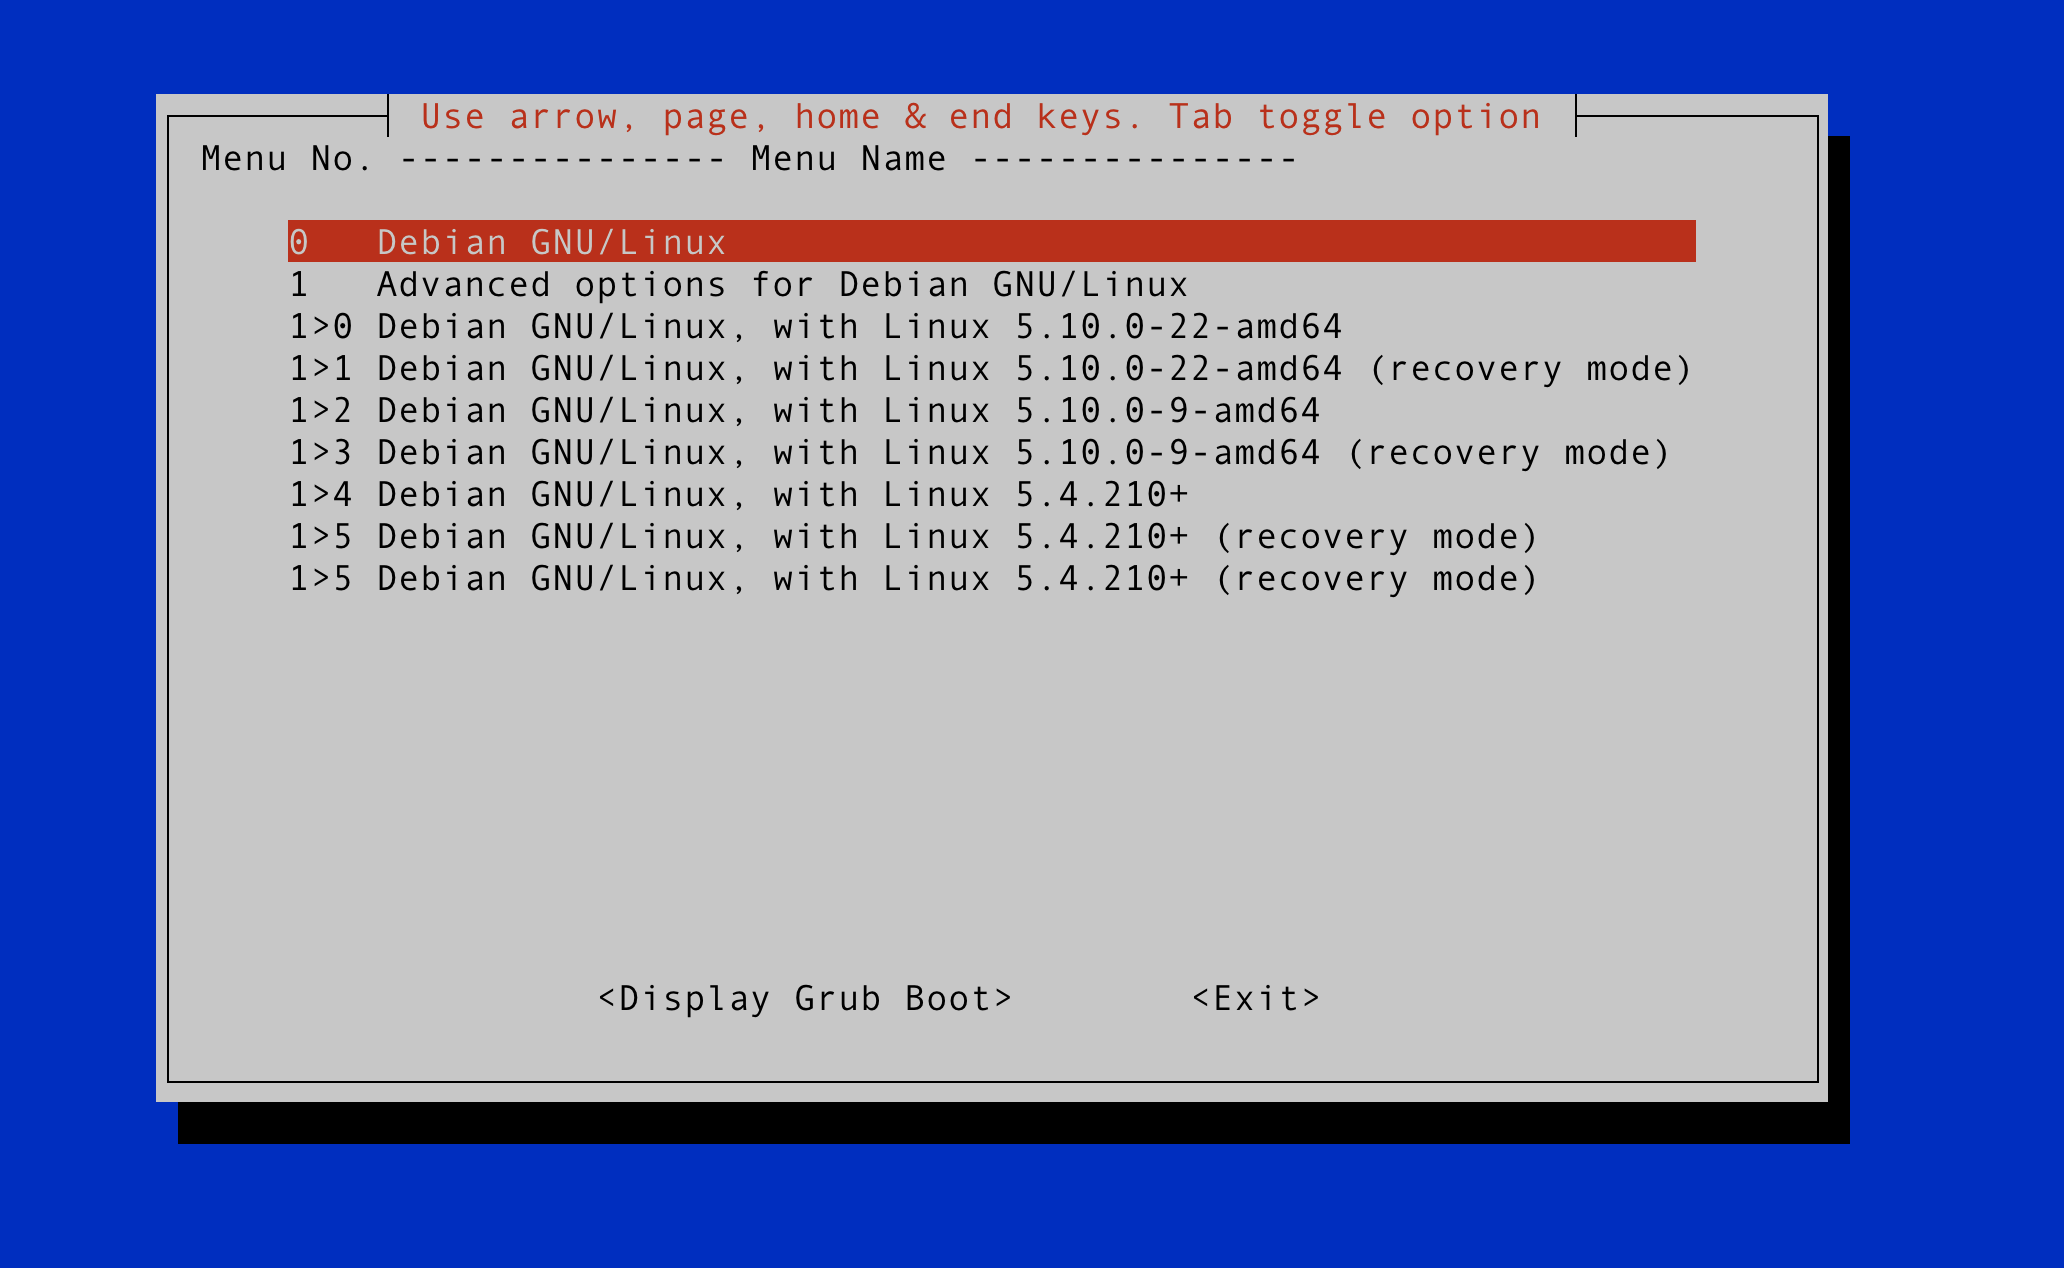 Use arrow, page, home & end keys. Tab toggle option
Menu No. --------------- Menu Name ---------------
0 Debian GNU/Linux
1 Advanced options for Debian GNU/Linux
1>0 Debian GNU/Linux, with Linux 5.10.0-22-amd64
1>1 Debian GNU/Linux, with Linux 5.10.0-22-amd64 (recovery mode)
1>2 Debian GNU/Linux, with Linux 5.10.0-9-amd64
1>3 Debian GNU/Linux, with Linux 5.10.0-9-amd64 (recovery mode)
1>4 Debian GNU/Linux, with Linux 5.4.210+
1>5 Debian GNU/Linux, with Linux 5.4.210+ (recovery mode)
1>5 Debian GNU/Linux, with Linux 5.4.210+ (recovery mode)
<Display Grub Boot> <Exit>